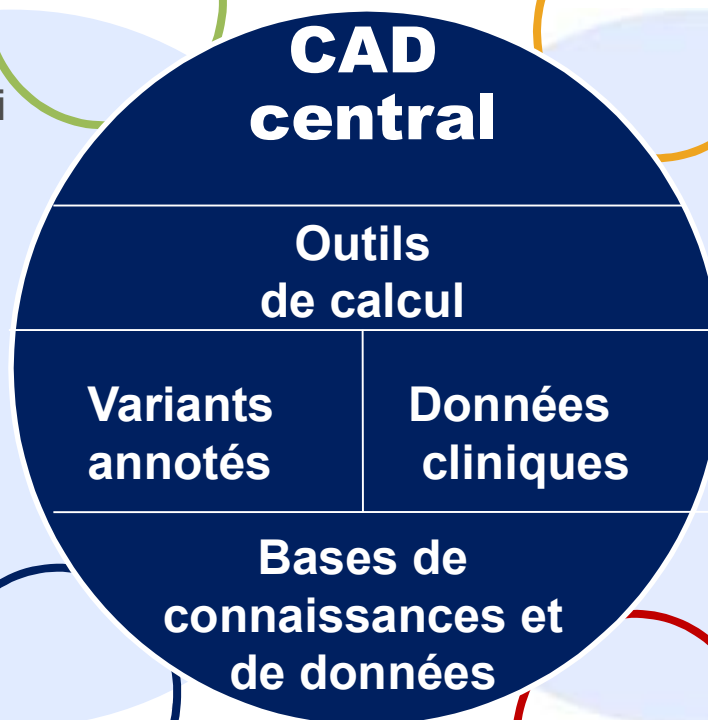 CAD
central
i
Outils
de calcul
Variants
annotés
Données
cliniques
Bases de
connaissances et
de données